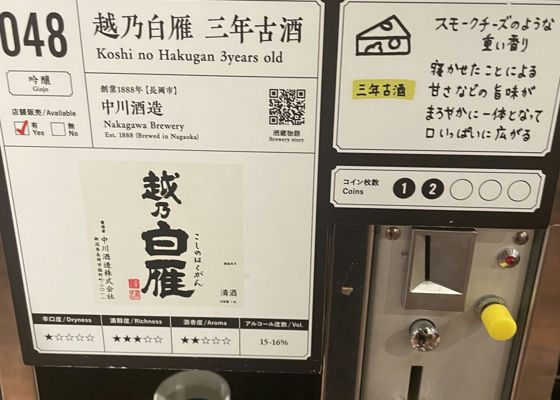 048
越乃白雁 三年古酒
Koshi no Hakugan 3years old
吟醸
Ginjo
店舗販売/Available
有 Yes
無 No
創業1888年【長岡市】
中川酒造
Nakagawa Brewery
Est. 1888 (Brewed in Nagaoka)
酒蔵物語
Brewery story
越乃白雁
こしのはくがん
中川酒造株式会社
清酒
辛口度/Dryness
濃醇度/Richness
酒香度/Aroma
アルコール度数/Vol.
★☆☆☆☆
★★★☆☆
★★☆☆☆
15-16%
スモークチーズのような
重い香り
三年古酒
寝かせたことによる
甘さなどの旨味が
まろやかに一体となって
口いっぱいに広がる
コイン枚数
Coins
1 2